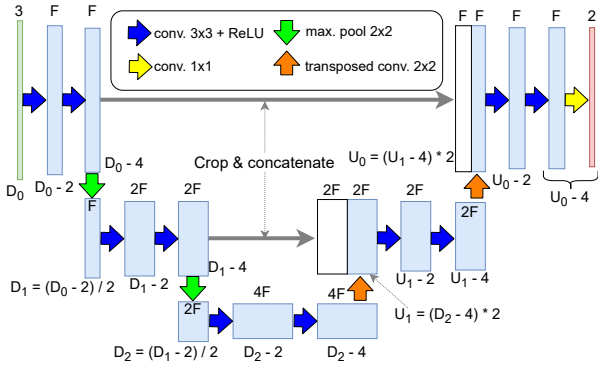 3 F F
conv. 3x3 + ReLU
max. pool 2x2
conv. 1x1
transposed conv. 2x2
F F F F 2
Crop & concatenate
D0
D0 - 2
D0 - 4
U0 = (U1 - 4) * 2
U0 - 2
U0 - 4
F 2F 2F
2F 2F 2F 2F
D1 = (D0 - 2) / 2
D1 - 2
D1 - 4
U1 - 2
U1 - 4
U1 = (D2 - 4) * 2
2F 4F 4F
D2 = (D1 - 2) / 2
D2 - 2
D2 - 4